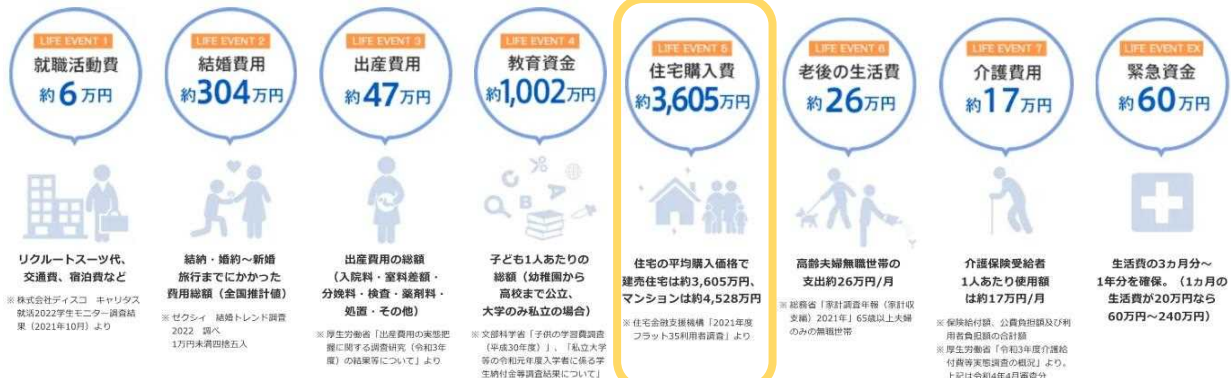 LIFE EVENT 1
就職活動費
約6万円
リクルートスーツ代、
交通費、宿泊費など
※ 株式会社ディスコ キャリタス
就活2022学生モニター調査結
果（2021年10月）より
LIFE EVENT 2
結婚費用
約304万円
結納・婚約～新婚
旅行までにかかった
費用総額（全国推計値）
※ ゼクシィ 結婚トレンド調査
2022 調べ
1万円未満四捨五入
LIFE EVENT 3
出産費用
約47万円
出産費用の総額
（入院料・室料差額・
分娩料・検査・薬剤料・
処置・その他）
※ 厚生労働省「出産費用の実態把
握に関する調査研究（令和3年
度）の結果等について」より
LIFE EVENT 4
教育資金
約1,002万円
子ども1人あたりの
総額（幼稚園から
高校まで公立、
大学のみ私立の場合）
※ 文部科学省「子供の学習費調査
（平成30年度）」、「私立大学
等の令和元年度入学者に係る学
生納付金等調査結果について」
LIFE EVENT 5
住宅購入費
約3,605万円
住宅の平均購入価格で
建売住宅は約3,605万円、
マンションは約4,528万円
※ 住宅金融支援機構「2021年度
フラット35利用者調査」より
LIFE EVENT 6
老後の生活費
約26万円
高齢夫婦無職世帯の
支出約26万円/月
※ 総務省「家計調査年報（家計収
支編）2021年」65歳以上夫婦
のみの無職世帯
LIFE EVENT 7
介護費用
約17万円
介護保険受給者
1人あたり使用額
は約17万円/月
※ 保険給付額、公費負担額及び利
用者負担額の合計額
※ 厚生労働省「令和3年度介護給
付費等実態調査の概況」より。
上記は令和4年4月審査分
LIFE EVENT EX
緊急資金
約60万円
生活費の3ヵ月分～
1年分を確保。（1ヵ月の
生活費が20万円なら
60万円～240万円）
A
B